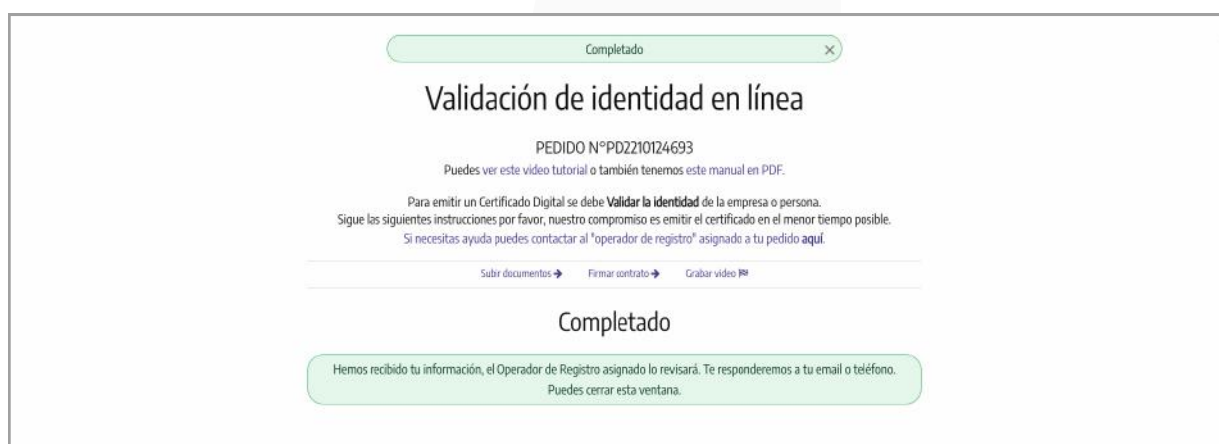 Completado ×
Validación de identidad en línea
PEDIDO N°PD2210124693
Puedes ver este video tutorial o también tenemos este manual en PDF.
Para emitir un Certificado Digital se debe Validar la identidad de la empresa o persona.
Sigue las siguientes instrucciones por favor, nuestro compromiso es emitir el certificado en el menor tiempo posible.
Si necesitas ayuda puedes contactar al "operador de registro" asignado a tu pedido aquí.
Subir documentos → Firmar contrato → Grabar video
Completado
Hemos recibido tu información, el Operador de Registro asignado lo revisará. Te responderemos a tu email o teléfono.
Puedes cerrar esta ventana.